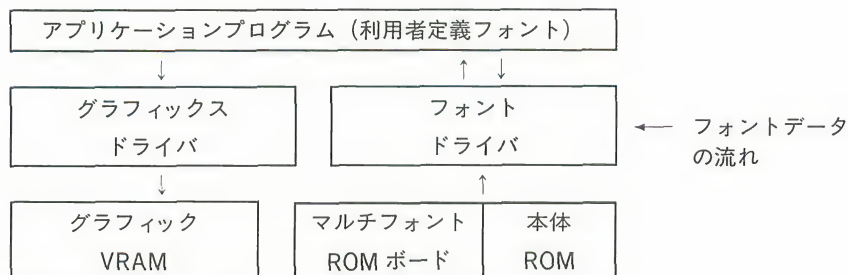 アプリケーションプログラム（利用者定義フォント）
↓ ↑ ↓
グラフィックス
ドライバ
フォント
ドライバ
← フォントデータ
の流れ
↓ ↑
グラフィック
VRAM
マルチフォント
ROM ボード
本体
ROM